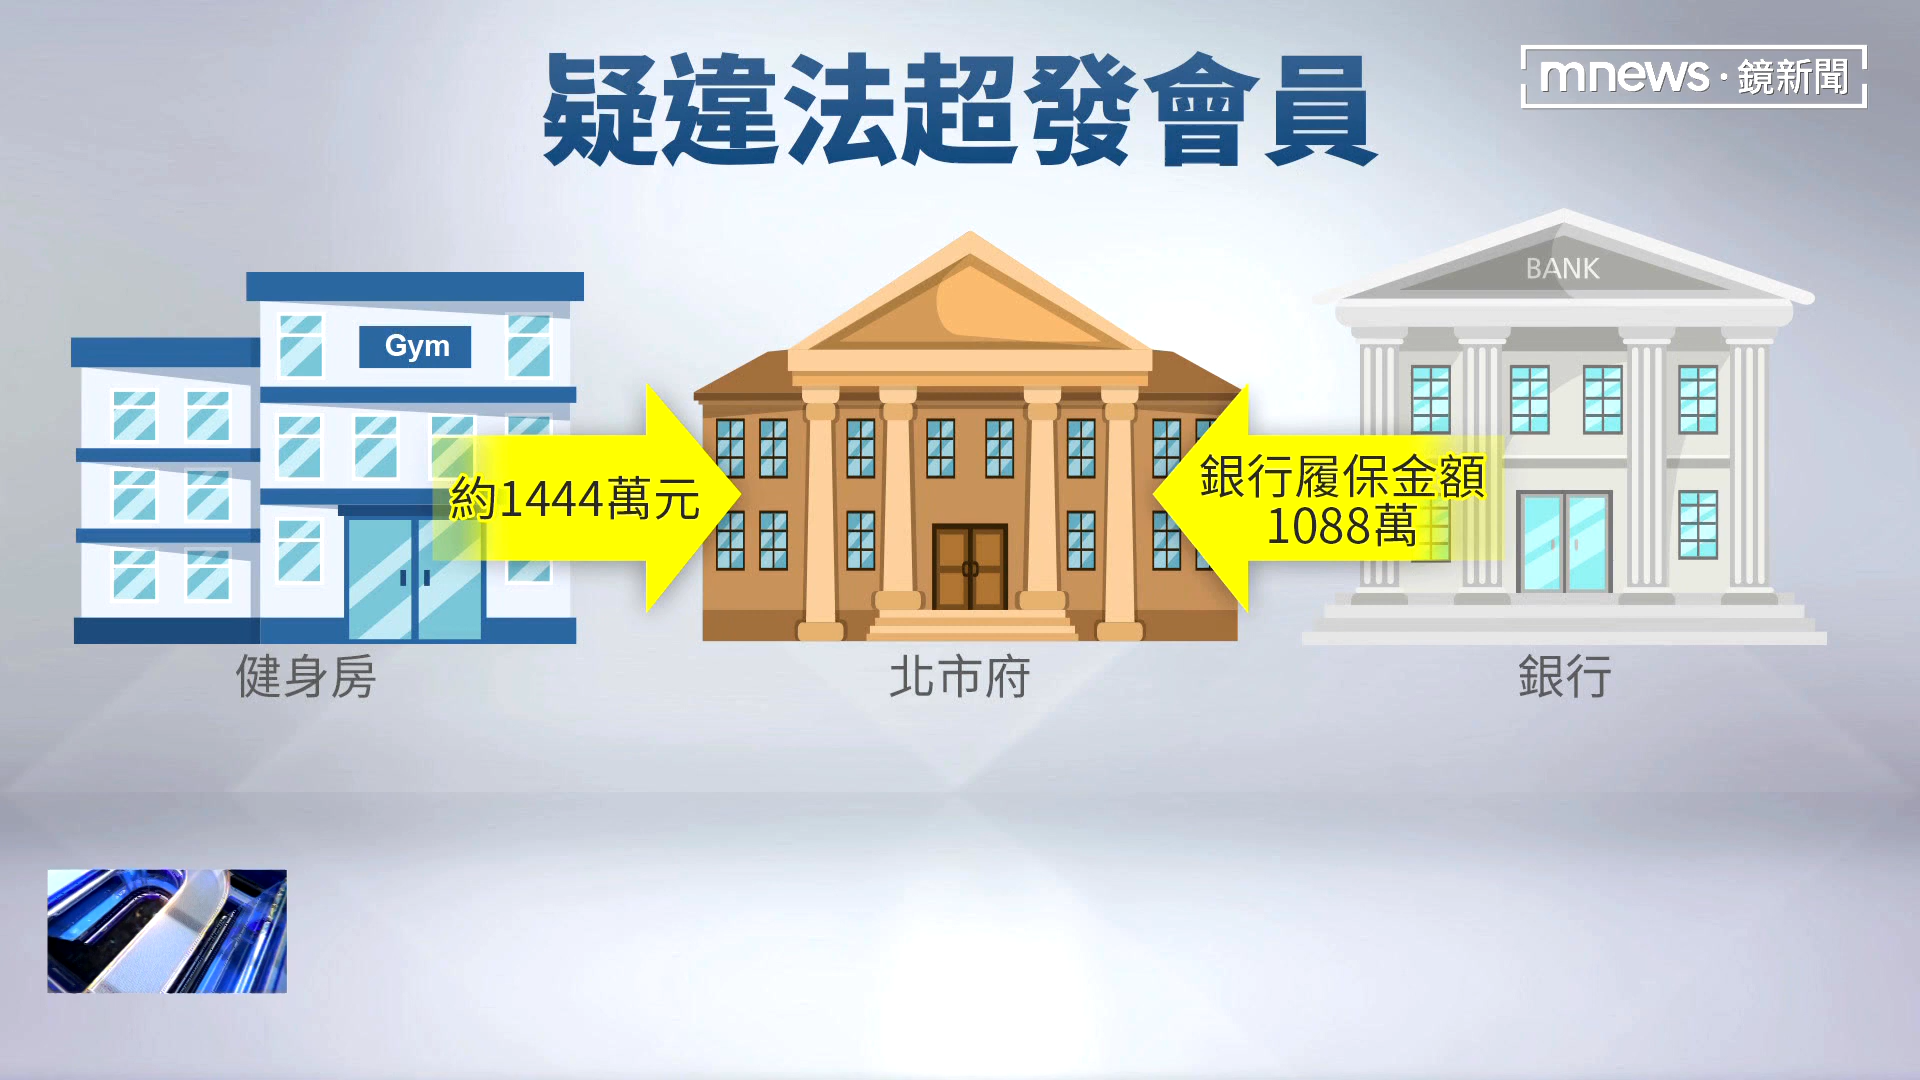 疑違法超發會員
mnews·鏡新聞
BANK
Gym
約1444萬元
銀行履保金額
1088萬
健身房
北市府
銀行